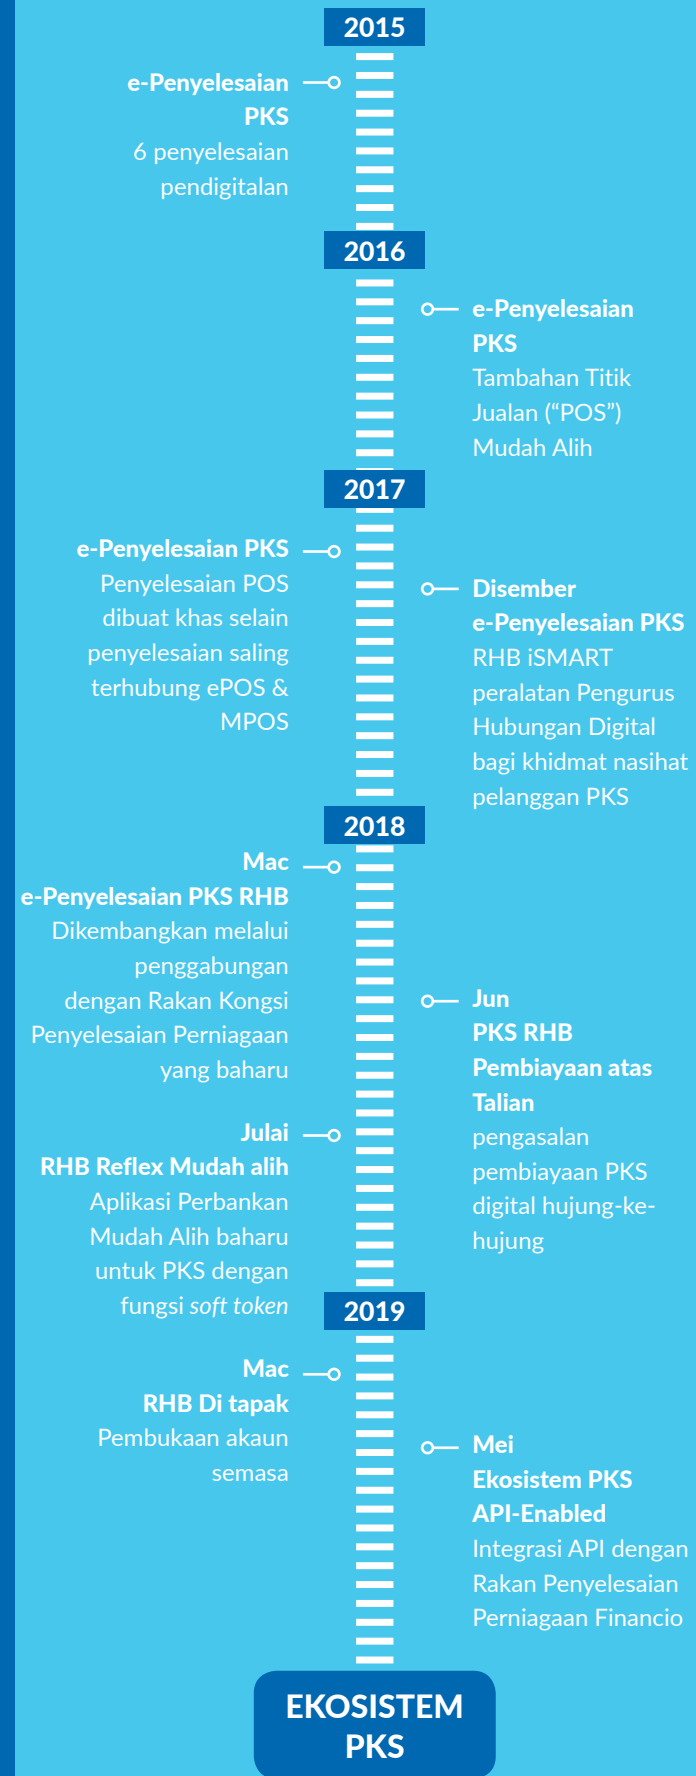 2015
e-Penyelesaian
PKS
6 penyelesaian
pendigitalan
2016
e-Penyelesaian
PKS
Tambahan Titik
Jualan (“POS”)
Mudah Alih
2017
e-Penyelesaian PKS
Penyelesaian POS
dibuat khas selain
penyelesaian saling
terhubung ePOS &
MPOS
Disember
e-Penyelesaian PKS
RHB iSMART
peralatan Pengurus
Hubungan Digital
bagi khidmat nasihat
pelanggan PKS
2018
Mac
e-Penyelesaian PKS RHB
Dikembangkan melalui
penggabungan
dengan Rakan Kongsi
Penyelesaian Perniagaan
yang baharu
Jun
PKS RHB
Pembiayaan atas
Talian
pengasalan
pembiayaan PKS
digital hujung-ke-
hujung
Julai
RHB Reflex Mudah alih
Aplikasi Perbankan
Mudah Alih baharu
untuk PKS dengan
fungsi soft token
2019
Mac
RHB Di tapak
Pembukaan akaun
semasa
Mei
Ekosistem PKS
API-Enabled
Integrasi API dengan
Rakan Penyelesaian
Perniagaan Financio
EKOSISTEM
PKS